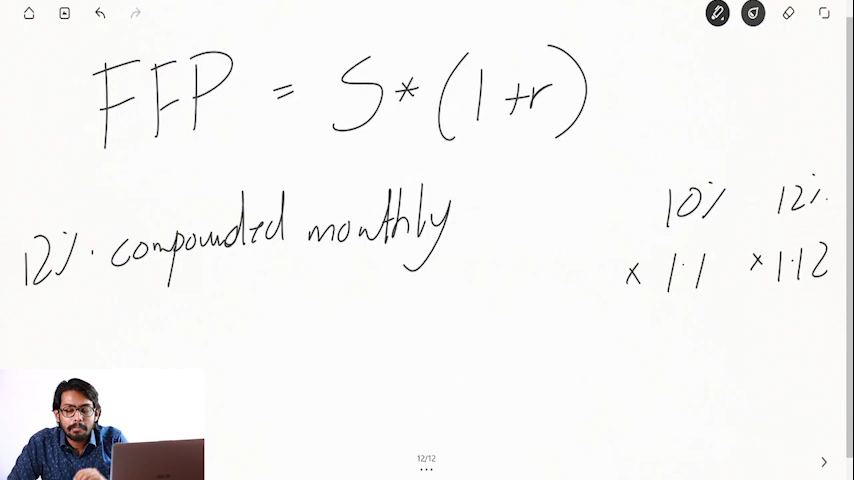 FFP = S * (1 + r)
10% 12%.
12%. compounded monthly
× 1.1 × 1.12
12/12